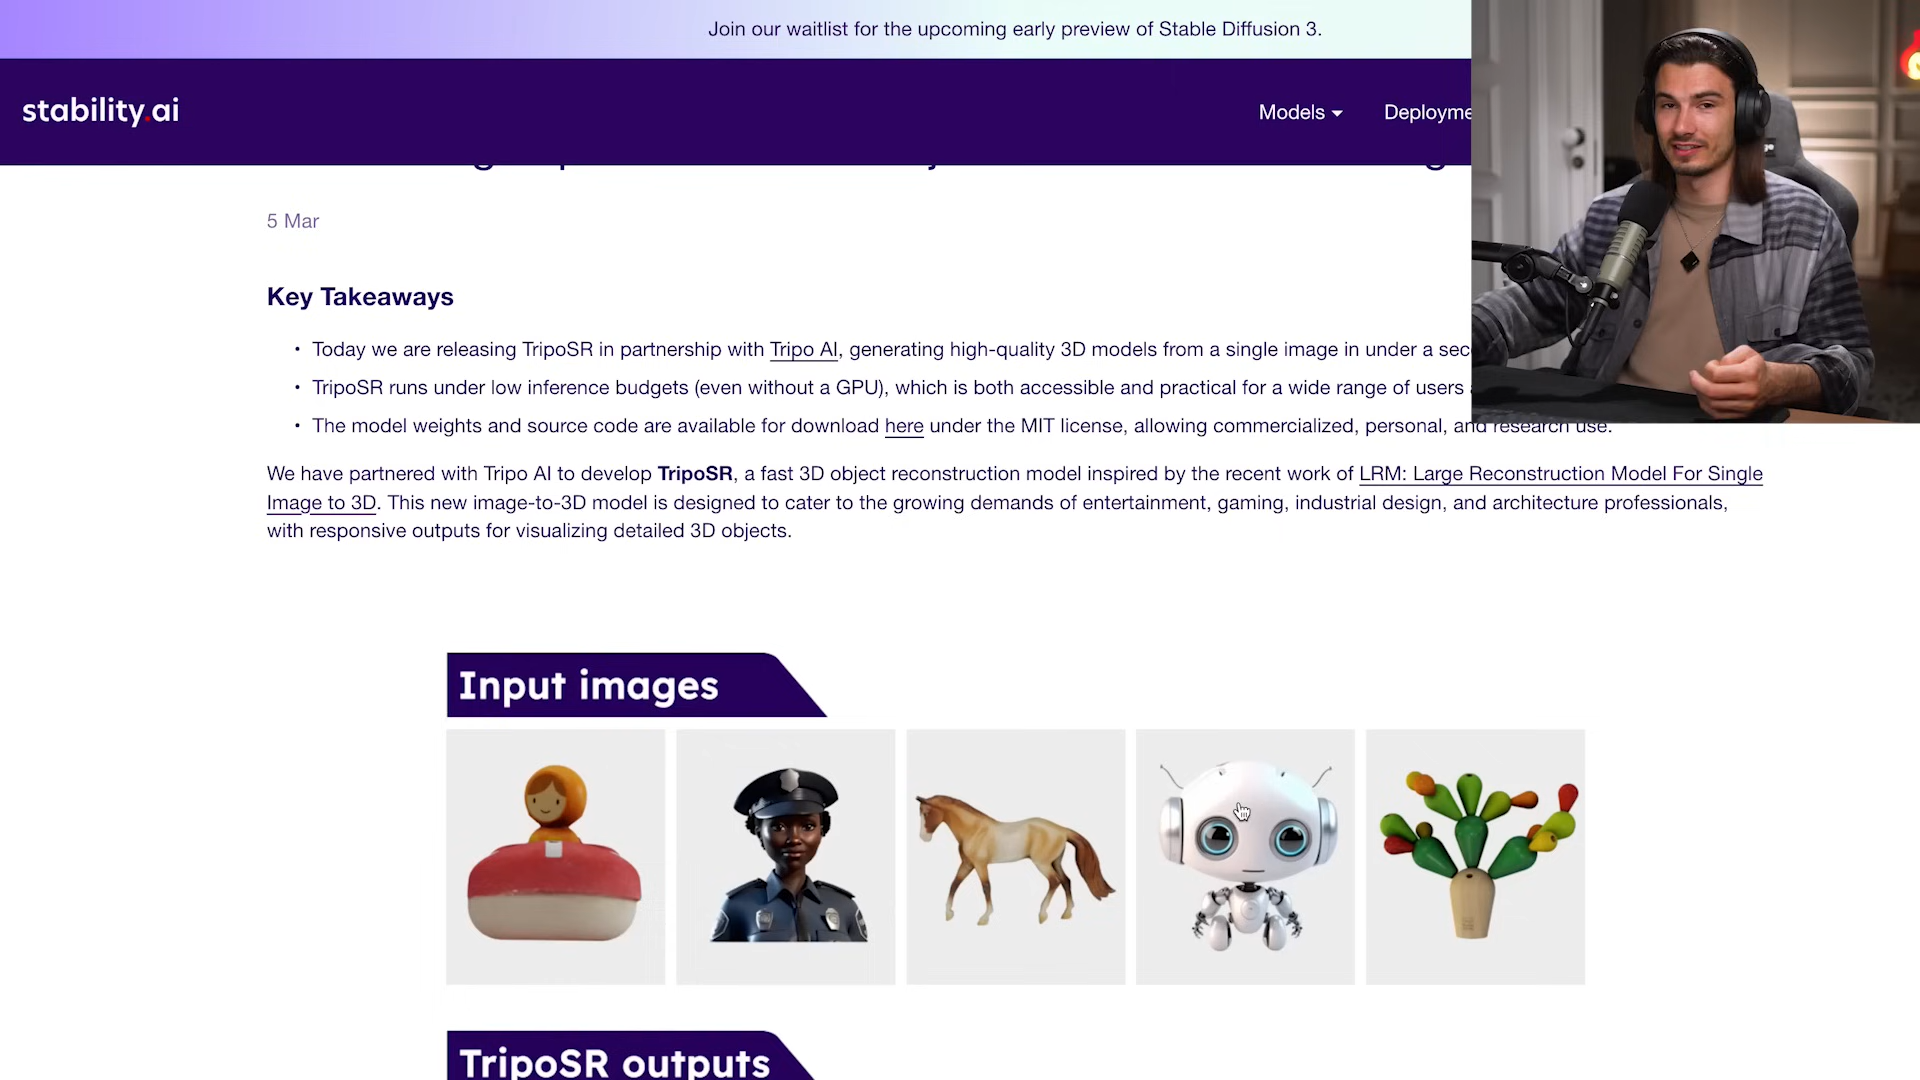 Join our waitlist for the upcoming early preview of Stable Diffusion 3.
stability.ai
Models
5 Mar
Key Takeaways
• Today we are releasing TripoSR in partnership with Tripo AI, generating high-quality 3D models from a single image in under a sec
• TripoSR runs under low inference budgets (even without a GPU), which is both accessible and practical for a wide range of users
• The model weights and source code are available for download here under the MIT license, allowing commercialized, personal, and research use.
We have partnered with Tripo AI to develop TripoSR, a fast 3D object reconstruction model inspired by the recent work of LRM: Large Reconstruction Model For Single
Image to 3D. This new image-to-3D model is designed to cater to the growing demands of entertainment, gaming, industrial design, and architecture professionals,
with responsive outputs for visualizing detailed 3D objects.
Input images
TripoSR outputs